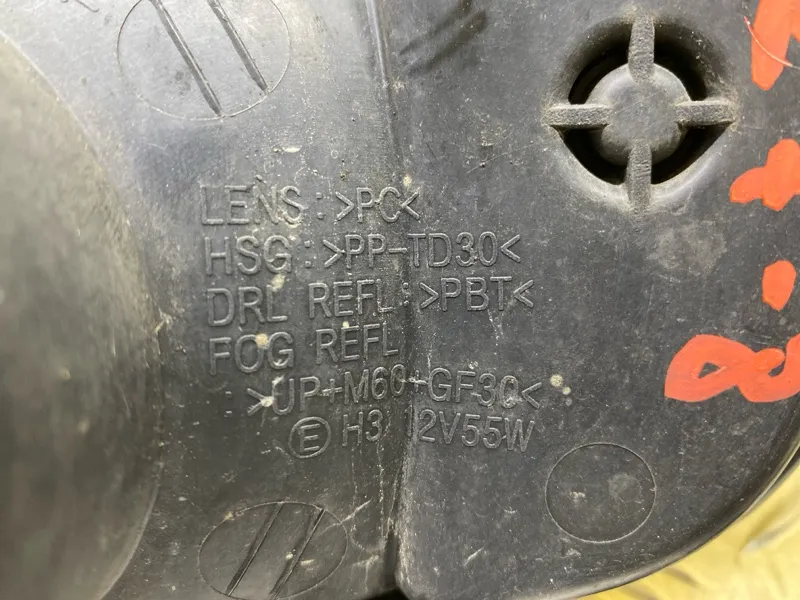 LENS:>PC<
HSG:>PP-TD30<
DRL REFL:>PBT<
FOG REFL
:>UP+M60+GF30<
E H3 12V55W